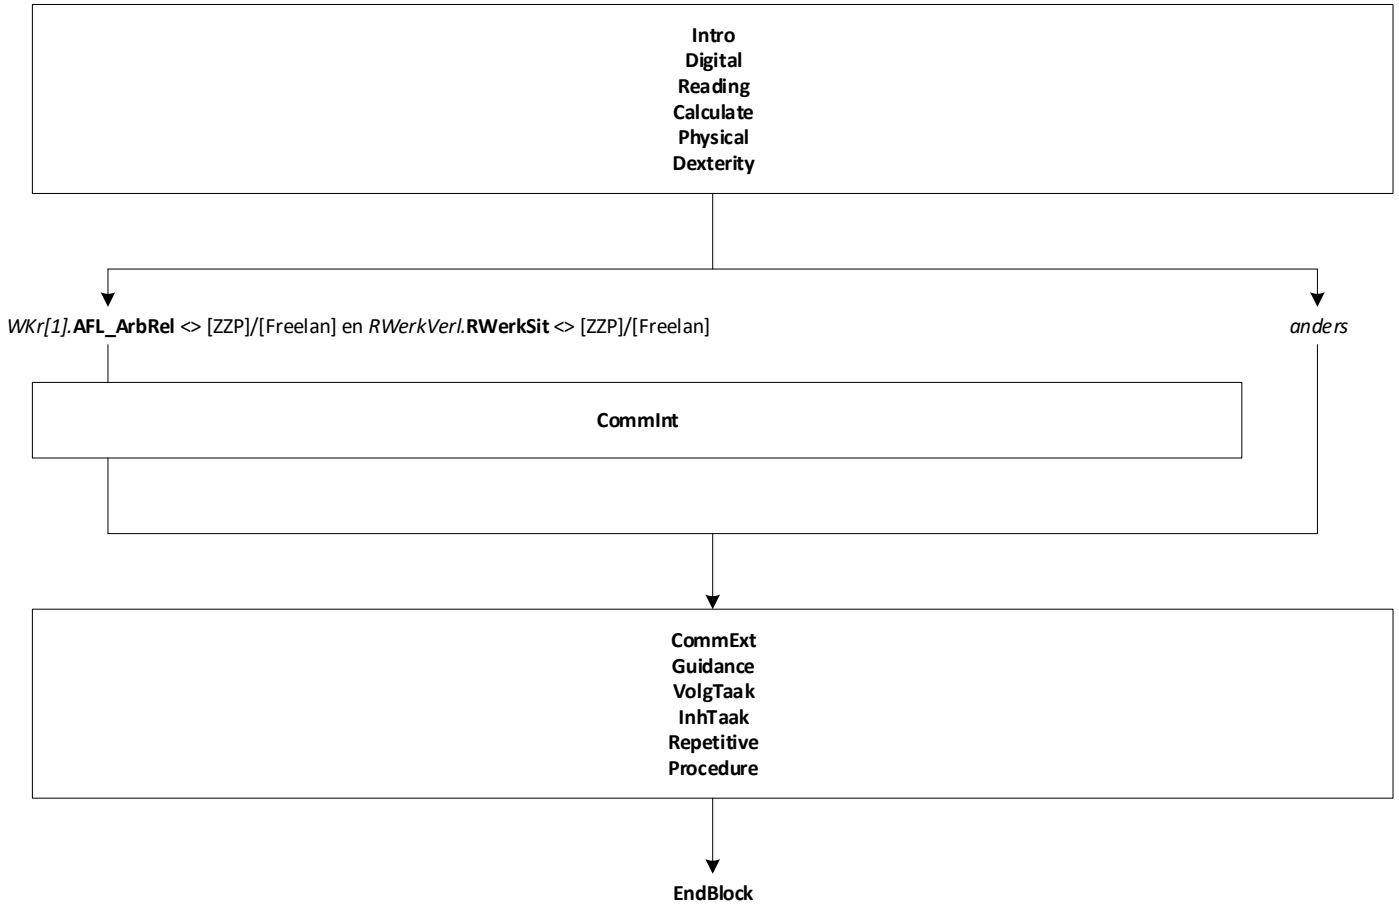 Intro
Digital
Reading
Calculate
Physical
Dexterity
WKr[1].AFL_ArbRel <> [ZZP]/[Freelan] en RWerkVerl.RWerkSit <> [ZZP]/[Freelan]
anders
CommInt
CommExt
Guidance
VolgTaak
InhTaak
Repetitive
Procedure
EndBlock